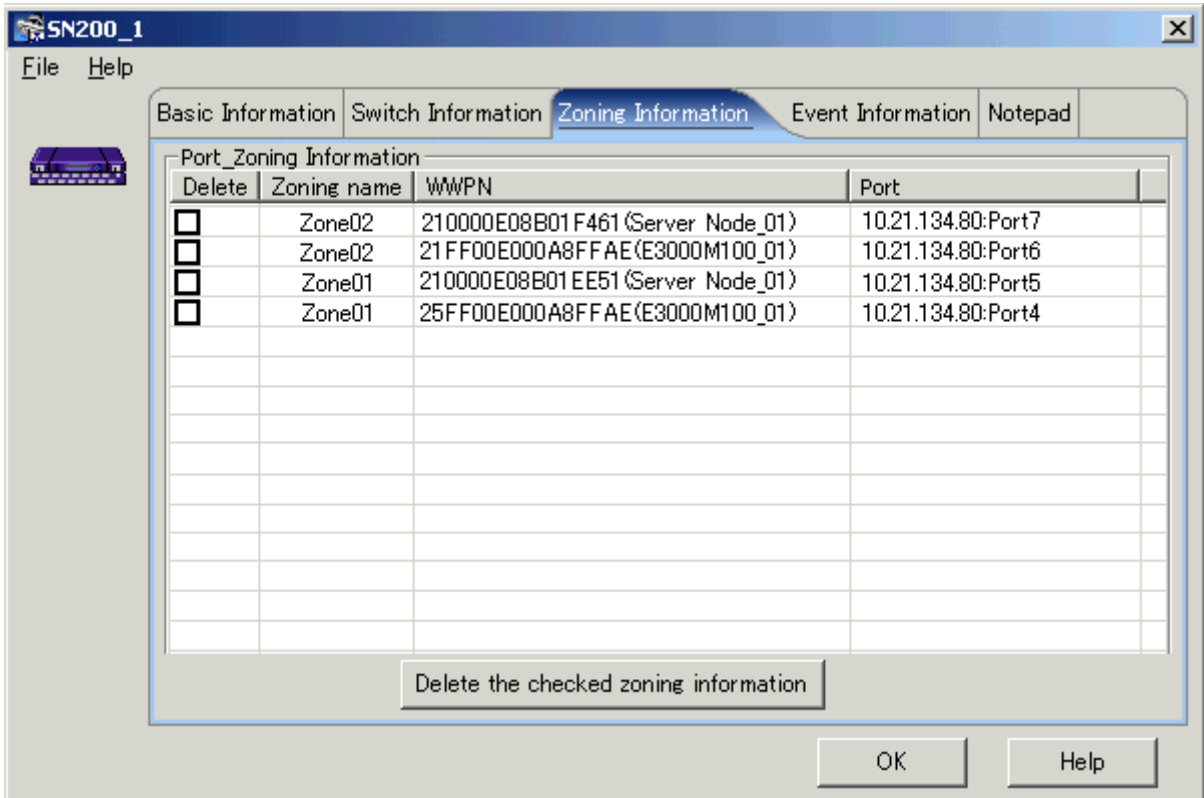 SN200_1
File Help
Basic Information Switch Information Zoning Information Event Information Notepad
Port_Zoning Information
Delete Zoning name WWPN Port
Zone02 210000E08B01F461(Server Node_01) 10.21.134.80:Port7
Zone02 21FF00E000A8FFAE(E3000M100_01) 10.21.134.80:Port6
Zone01 210000E08B01EE51(Server Node_01) 10.21.134.80:Port5
Zone01 25FF00E000A8FFAE(E3000M100_01) 10.21.134.80:Port4
Delete the checked zoning information
OK Help